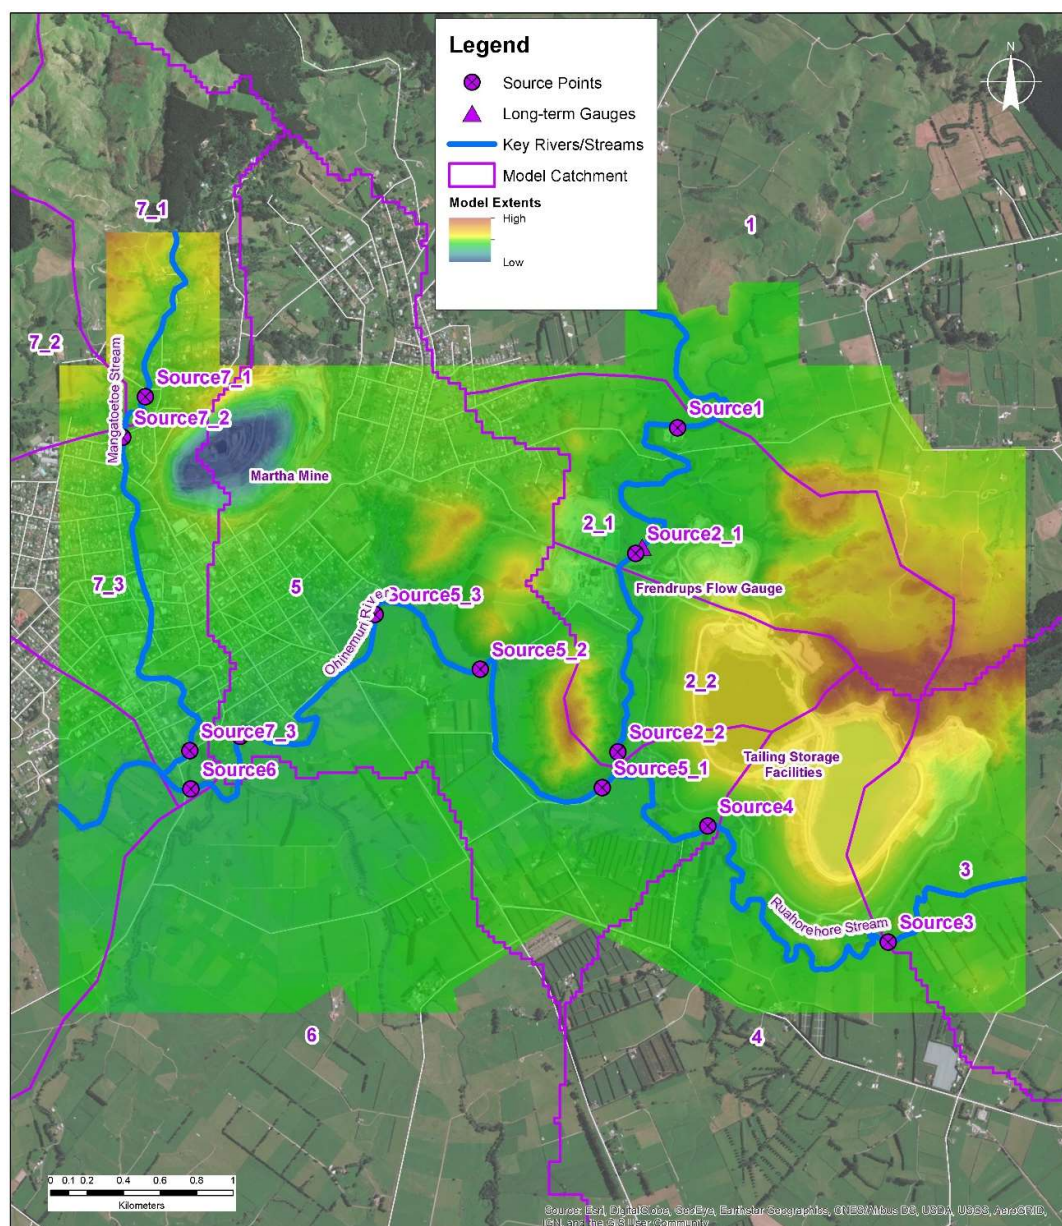 Legend
Source Points
Long-term Gauges
Key Rivers/Streams
Model Catchment
Model Extents
High
Low
N
1
7_1
7_2
Mangatoetoe Stream
Source7_1
Source7_2
Source1
Martha Mine
2_1
Source2_1
Frendrups Flow Gauge
7_3
5
Source5_3
Ohinemuri River
Source5_2
2_2
Source7_3
Source2_2
Tailing Storage
Facilities
Source6
Source5_1
Source4
3
Ruahorehore Stream
Source3
6
4
0 0.1 0.2 0.4 0.6 0.8 1
Kilometers
Source: Esri, DigitalGlobe, GeoEye, Earthstar Geographics, CNES/Airbus DS, USDA, USGS, AeroGRID,
IGN, and the GIS User Community